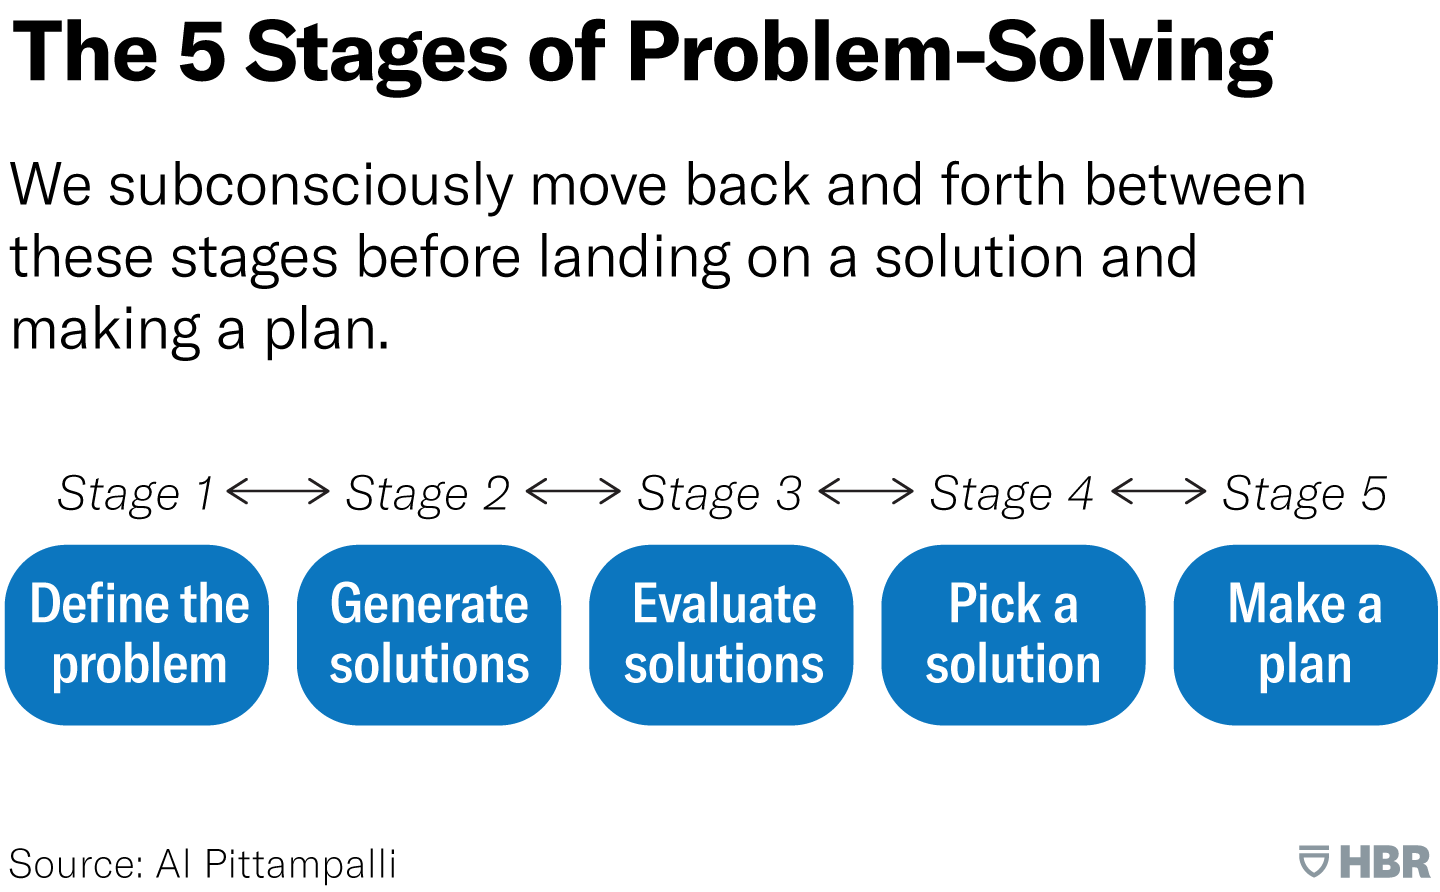 The 5 Stages of Problem-Solving
We subconsciously move back and forth between
these stages before landing on a solution and
making a plan.
Stage 1 Stage 2 Stage 3 Stage 4 Stage 5
Define the
problem
Generate
solutions
Evaluate
solutions
Pick a
solution
Make a
plan
Source: Al Pittampalli
HBR